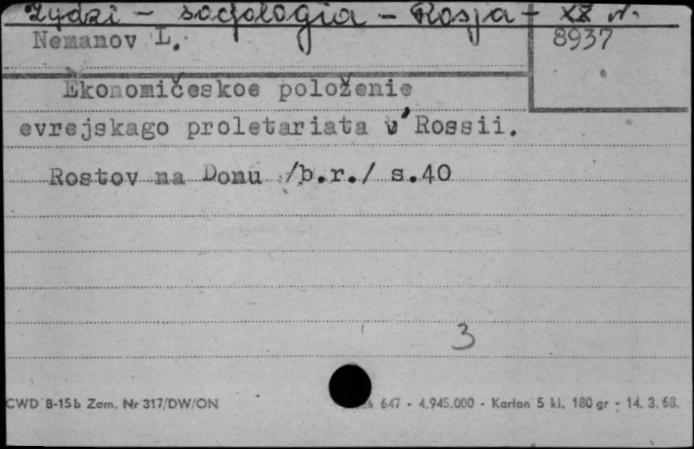 Żydzi - socjologia - Rosja - XX w.
Nemanov L. 8937
Ekonomičeskoe położenie
evrejskago proletariata v' Rossii.
Rostov na Donu /b.r./ s.40
3
CWD B-15b Zam. Nr 317/DW/ON 647 - 4.945.000 - Karton 5 kl. 180 gr - 14. 3. 68.